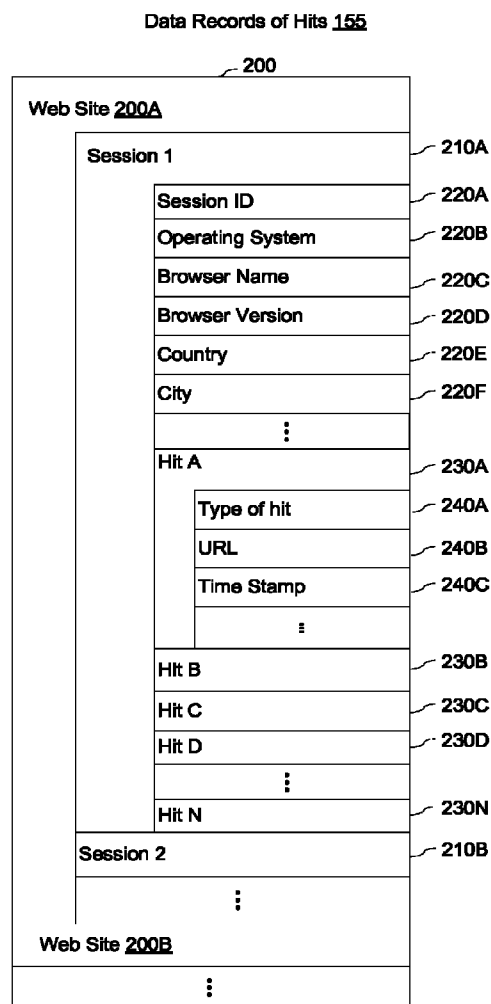 Data Records of Hits 155
200
Web Site 200A
Session 1 210A
Session ID 220A
Operating System 220B
Browser Name 220C
Browser Version 220D
Country 220E
City 220F
Hit A 230A
Type of hit 240A
URL 240B
Time Stamp 240C
Hit B 230B
Hit C 230C
Hit D 230D
Hit N 230N
Session 2 210B
Web Site 200B